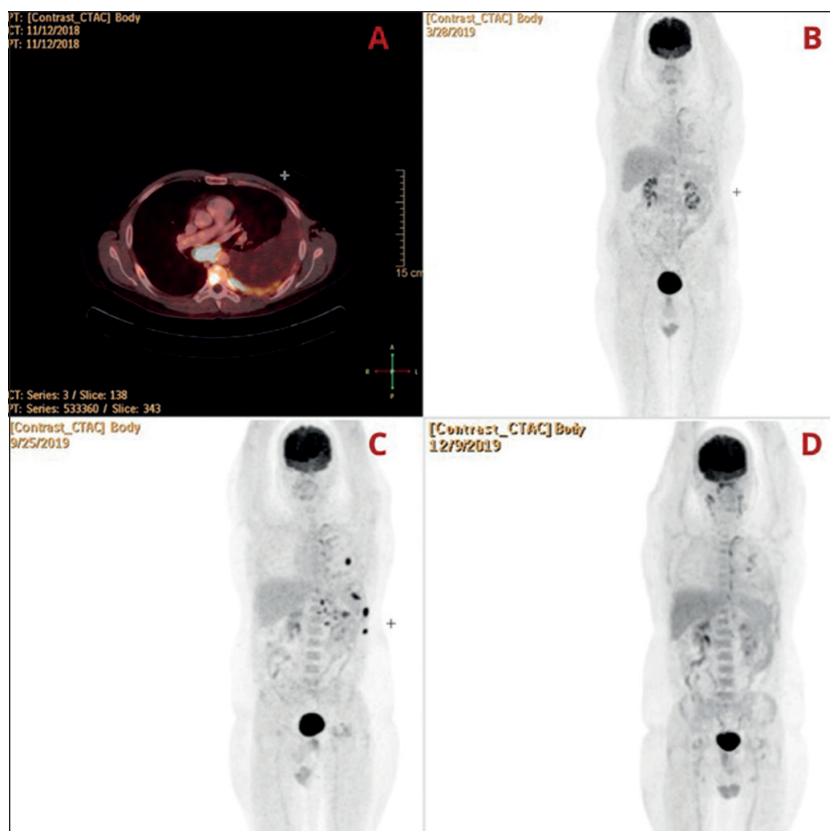 PT: [Contrast_CTAC] Body
CT: 11/12/2018
PT: 11/12/2018
A
15 cm
A
R
L
P
CT: Series: 3 / Slice: 138
PT: Series: 533360 / Slice: 343
[Contrast_CTAC] Body
3/28/2019
B
[Contrast_CTAC] Body
9/25/2019
C
[Contrast_CTAC] Body
12/9/2019
D